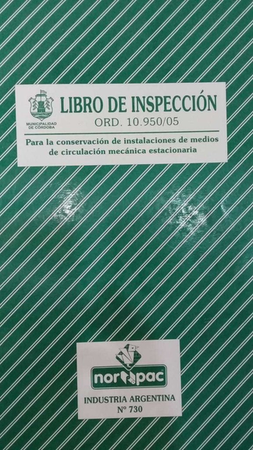 LIBRO DE INSPECCIÓN
ORD. 10.950/05
MUNICIPALIDAD
DE CÓRDOBA
Para la conservación de instalaciones de medios
de circulación mecánica estacionaria
norpac
INDUSTRIA ARGENTINA
Nº 730